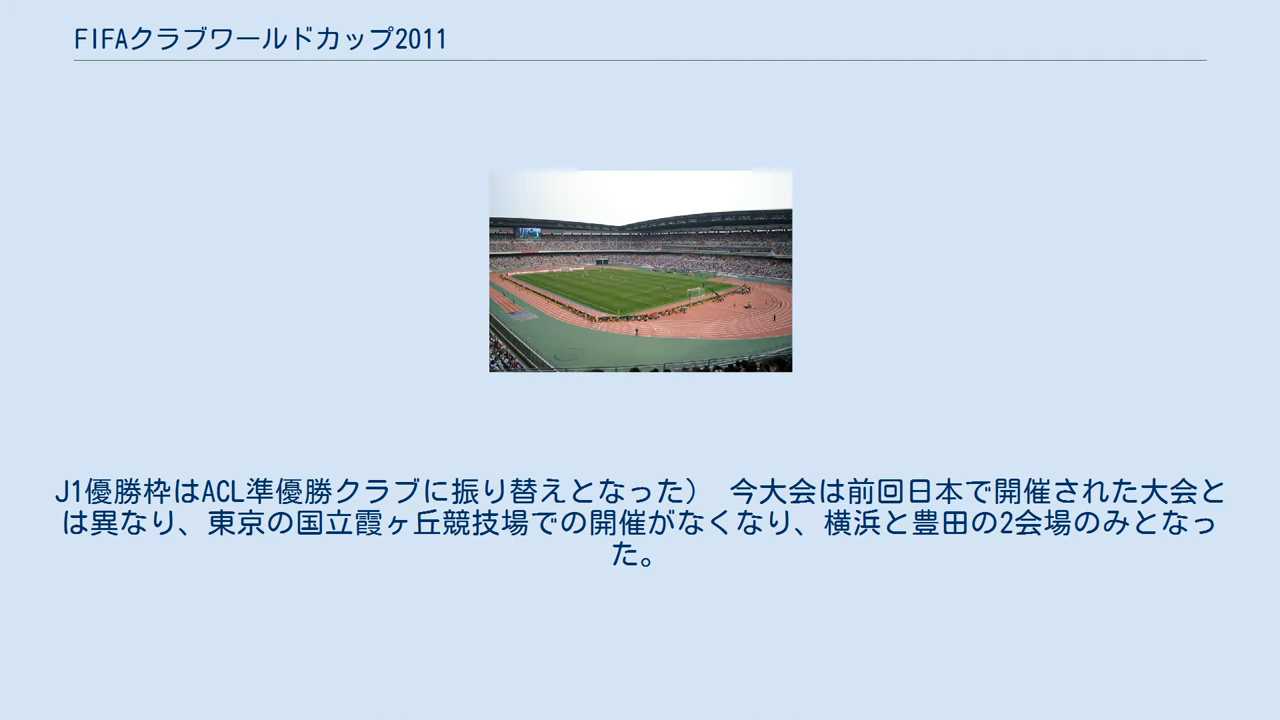 FIFAクラブワールドカップ2011
J1優勝枠はACL準優勝クラブに振り替えとなった） 今大会は前回日本で開催された大会と
は異なり、東京の国立霞ヶ丘競技場での開催がなくなり、横浜と豊田の2会場のみとなっ
た。